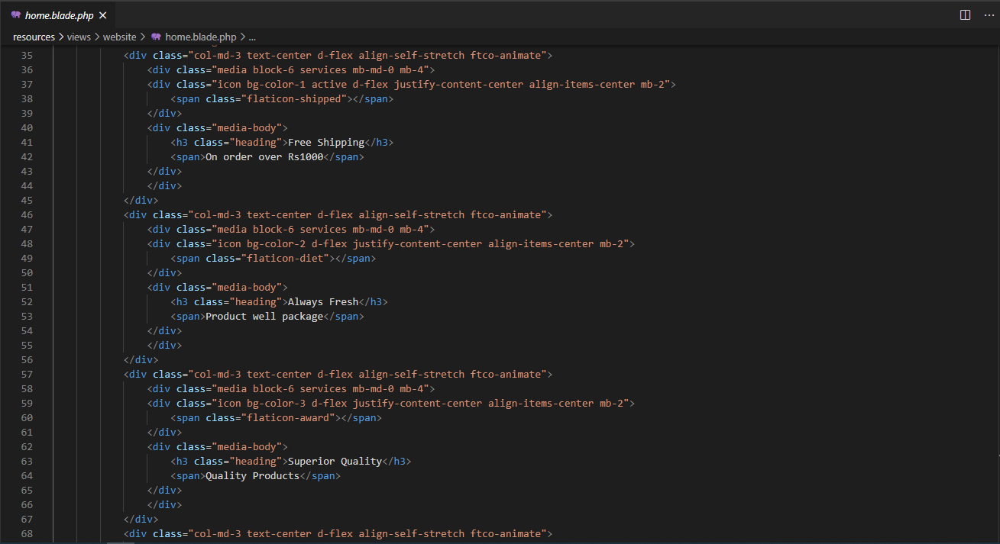 home.blade.php ×
resources > views > website > home.blade.php > ...
35 <div class="col-md-3 text-center d-flex align-self-stretch ftco-animate">
36 <div class="media block-6 services mb-md-0 mb-4">
37 <div class="icon bg-color-1 active d-flex justify-content-center align-items-center mb-2">
38 <span class="flaticon-shipped"></span>
39 </div>
40 <div class="media-body">
41 <h3 class="heading">Free Shipping</h3>
42 <span>On order over Rs1000</span>
43 </div>
44 </div>
45 </div>
46 <div class="col-md-3 text-center d-flex align-self-stretch ftco-animate">
47 <div class="media block-6 services mb-md-0 mb-4">
48 <div class="icon bg-color-2 d-flex justify-content-center align-items-center mb-2">
49 <span class="flaticon-diet"></span>
50 </div>
51 <div class="media-body">
52 <h3 class="heading">Always Fresh</h3>
53 <span>Product well package</span>
54 </div>
55 </div>
56 </div>
57 <div class="col-md-3 text-center d-flex align-self-stretch ftco-animate">
58 <div class="media block-6 services mb-md-0 mb-4">
59 <div class="icon bg-color-3 d-flex justify-content-center align-items-center mb-2">
60 <span class="flaticon-award"></span>
61 </div>
62 <div class="media-body">
63 <h3 class="heading">Superior Quality</h3>
64 <span>Quality Products</span>
65 </div>
66 </div>
67 </div>
68 <div class="col-md-3 text-center d-flex align-self-stretch ftco-animate">